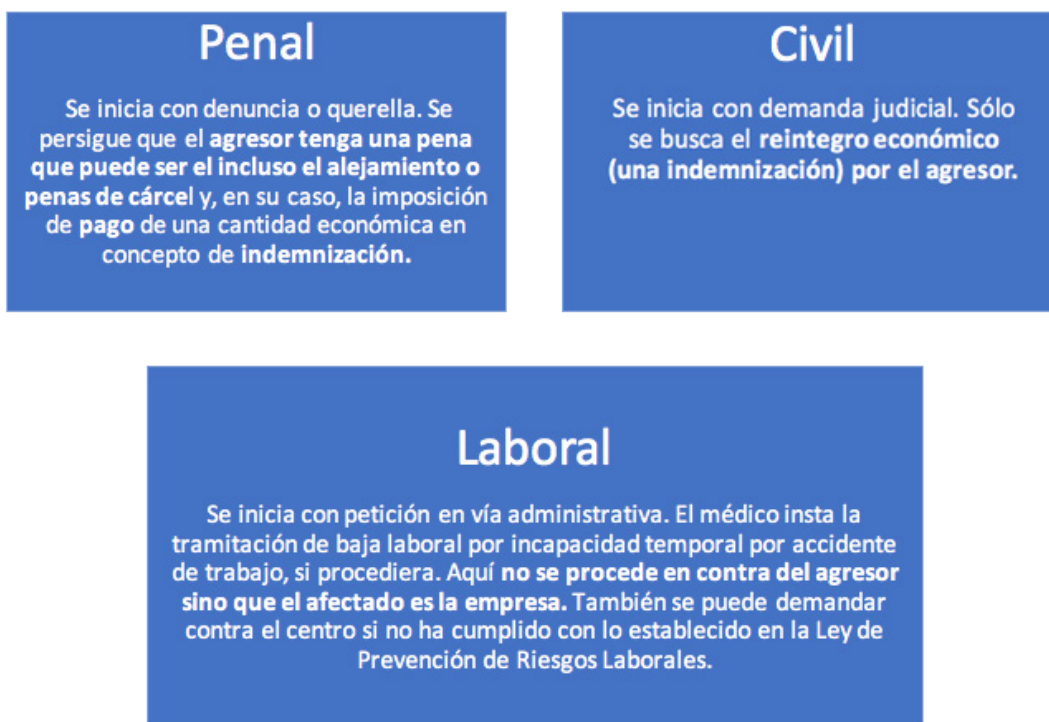 Penal
Se inicia con denuncia o querella. Se
persigue que el agresor tenga una pena
que puede ser el incluso el alejamiento o
penas de cárcel y, en su caso, la imposición
de pago de una cantidad económica en
concepto de indemnización.
Civil
Se inicia con demanda judicial. Sólo
se busca el reintegro económico
(una indemnización) por el agresor.
Laboral
Se inicia con petición en vía administrativa. El médico insta la
tramitación de baja laboral por incapacidad temporal por accidente
de trabajo, si procediera. Aquí no se procede en contra del agresor
sino que el afectado es la empresa. También se puede demandar
contra el centro si no ha cumplido con lo establecido en la Ley de
Prevención de Riesgos Laborales.